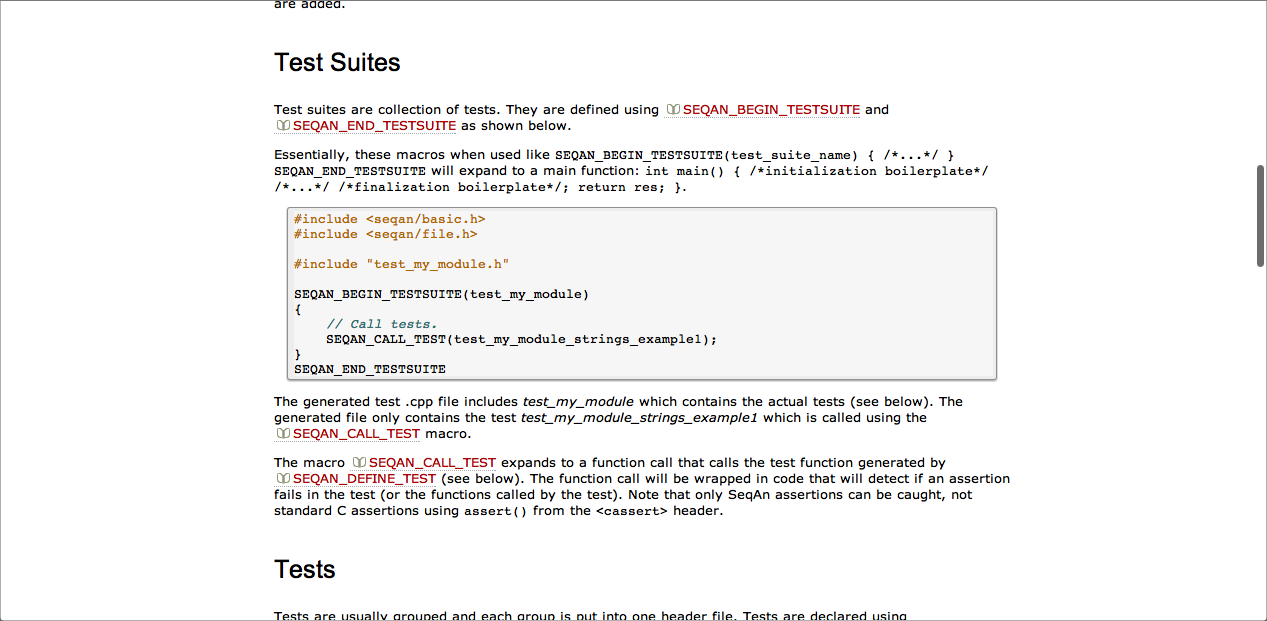 are added.
Test Suites
Test suites are collection of tests. They are defined using SEQAN_BEGIN_TESTSUITE and
SEQAN_END_TESTSUITE as shown below.
Essentially, these macros when used like SEQAN_BEGIN_TESTSUITE(test_suite_name) { /*...*/ }
SEQAN_END_TESTSUITE will expand to a main function: int main() { /*initialization boilerplate*/
/*...*/ /*finalization boilerplate*/; return res; }.
#include <seqan/basic.h>
#include <seqan/file.h>
#include "test_my_module.h"
SEQAN_BEGIN_TESTSUITE(test_my_module)
{
// Call tests.
SEQAN_CALL_TEST(test_my_module_strings_example1);
}
SEQAN_END_TESTSUITE
The generated test .cpp file includes test_my_module which contains the actual tests (see below). The
generated file only contains the test test_my_module_strings_example1 which is called using the
SEQAN_CALL_TEST macro.
The macro SEQAN_CALL_TEST expands to a function call that calls the test function generated by
SEQAN_DEFINE_TEST (see below). The function call will be wrapped in code that will detect if an assertion
fails in the test (or the functions called by the test). Note that only SeqAn assertions can be caught, not
standard C assertions using assert() from the <cassert> header.
Tests
Tests are usually grouped and each group is put into one header file. Tests are declared using